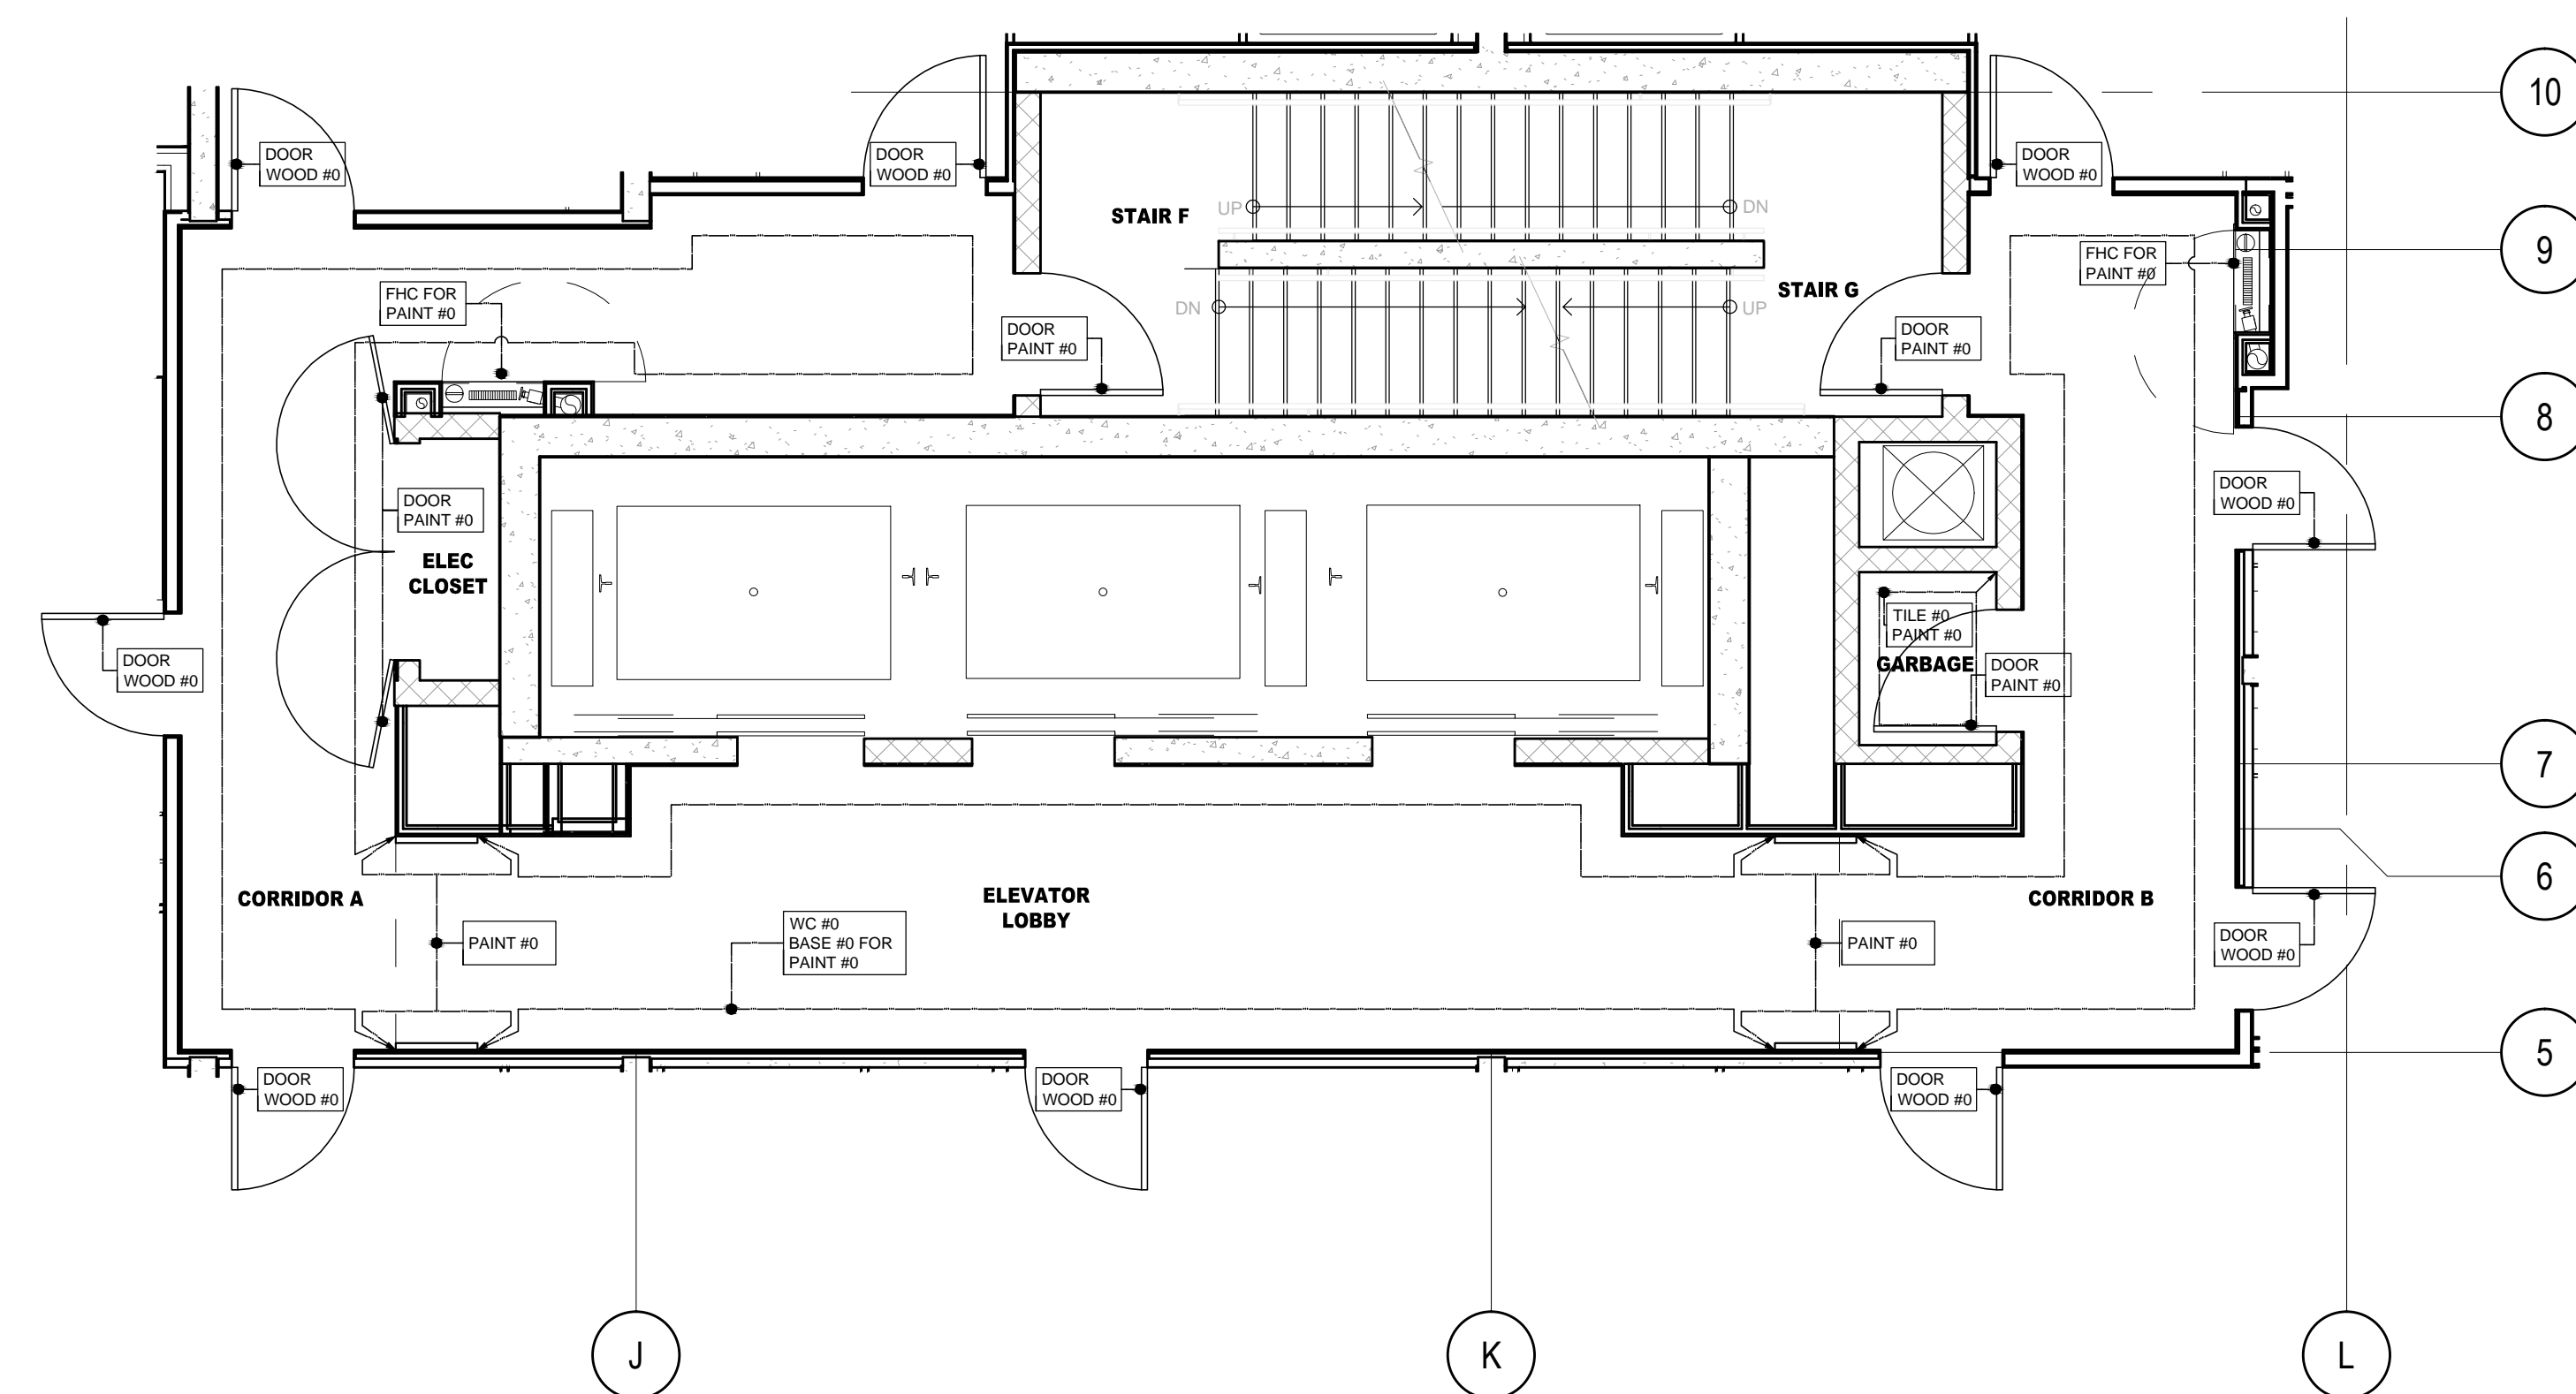 10
DOOR
WOOD #0
DOOR
WOOD #0
DOOR
WOOD #0
STAIR F
UP
DN
9
FHC FOR
PAINT #0
FHC FOR
PAINT #0
STAIR G
DN
UP
DOOR
PAINT #0
DOOR
PAINT #0
8
DOOR
PAINT #0
DOOR
WOOD #0
ELEC
CLOSET
TILE #0
PAINT #0
GARBAGE
DOOR
PAINT #0
DOOR
WOOD #0
7
6
CORRIDOR A
ELEVATOR
LOBBY
CORRIDOR B
PAINT #0
WC #0
BASE #0 FOR
PAINT #0
PAINT #0
DOOR
WOOD #0
5
DOOR
WOOD #0
DOOR
WOOD #0
DOOR
WOOD #0
J
K
L